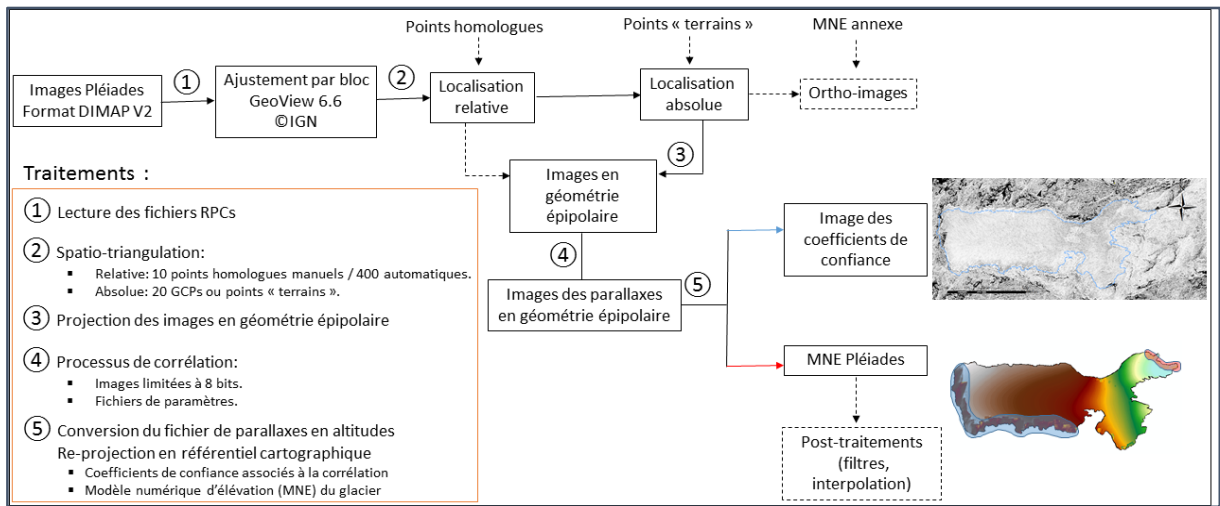 Points homologues
Points « terrains »
MNE annexe
①
②
Images Pléiades
Format DIMAP V2
Ajustement par bloc
GeoView 6.6
©IGN
Localisation
relative
Localisation
absolue
Ortho-images
③
Images en
géométrie
épipolaire
④
Images des parallaxes
en géométrie épipolaire
⑤
Image des
coefficients de
confiance
MNE Pléiades
Post-traitements
(filtres,
interpolation)
Traitements :
① Lecture des fichiers RPCs
② Spatio-triangulation:
▪ Relative: 10 points homologues manuels / 400 automatiques.
▪ Absolue: 20 GCPs ou points « terrains ».
③ Projection des images en géométrie épipolaire
④ Processus de corrélation:
▪ Images limitées à 8 bits.
▪ Fichiers de paramètres.
⑤ Conversion du fichier de parallaxes en altitudes
Re-projection en référentiel cartographique
▪ Coefficients de confiance associés à la corrélation
▪ Modèle numérique d'élévation (MNE) du glacier